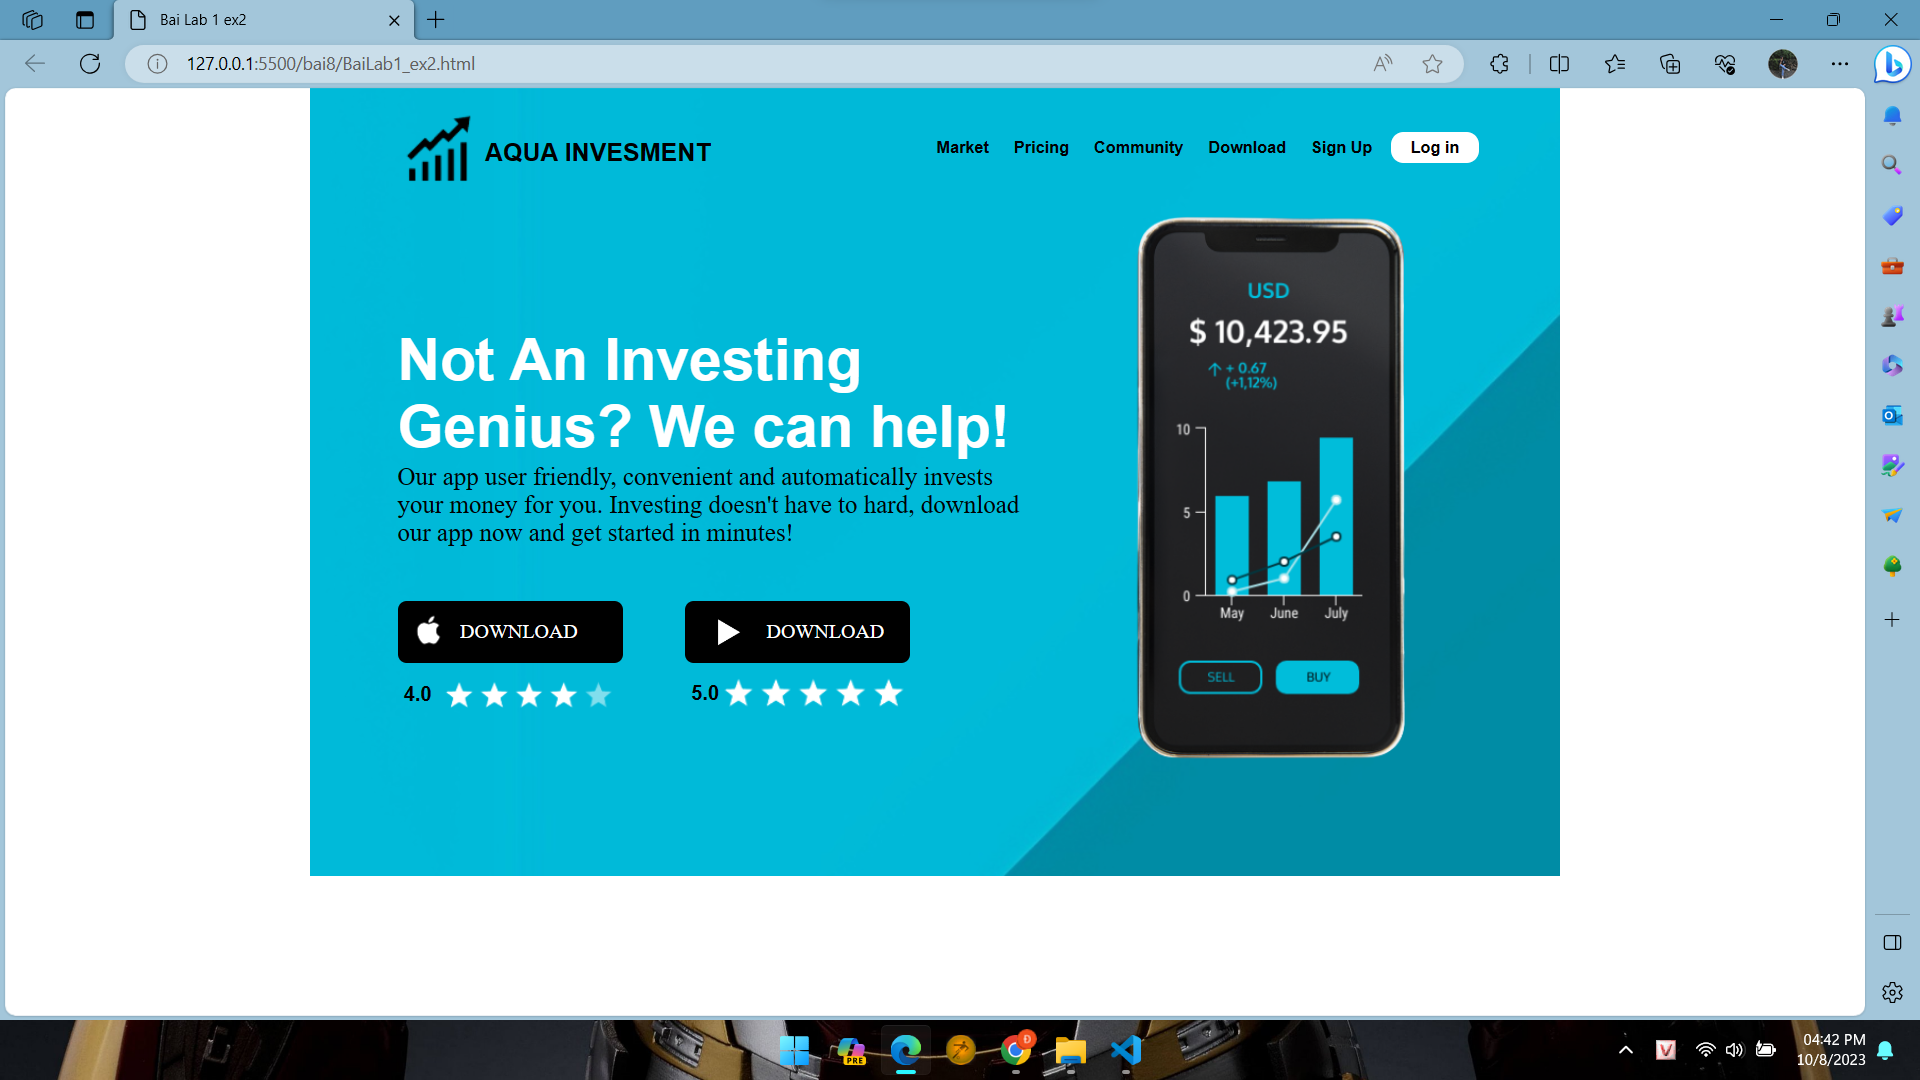 Bai Lab 1 ex2
127.0.0.1:5500/bai8/BaiLab1_ex2.html
AQUA INVESMENT
Market Pricing Community Download Sign Up Log in
Not An Investing
Genius? We can help!
Our app user friendly, convenient and automatically invests
your money for you. Investing doesn't have to hard, download
our app now and get started in minutes!
DOWNLOAD DOWNLOAD
4.0 5.0
USD
$ 10,423.95
+ 0.67
(+1,12%)
10
5
0
May June July
SELL BUY
PRE
Đ
V
04:42 PM
10/8/2023